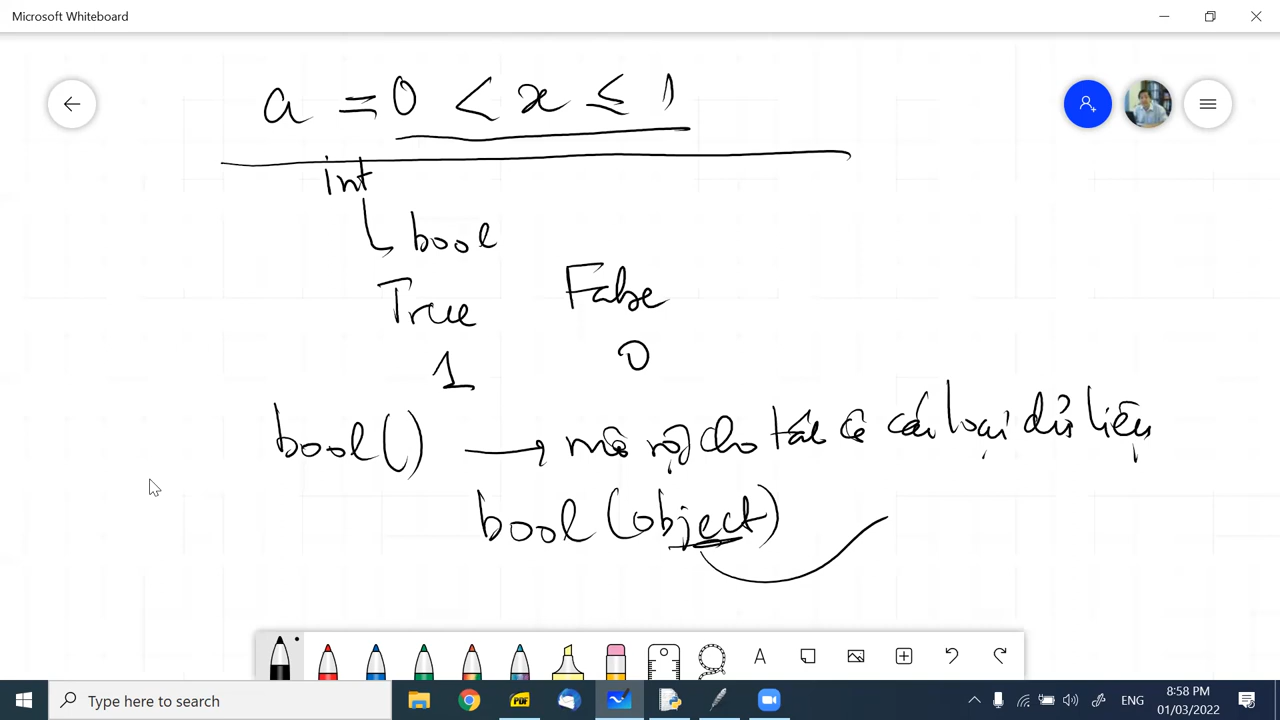 Microsoft Whiteboard
a = 0 < x ≤ 1
int
↳ bool
True False
1 0
bool() → mở rộng cho tất cả các loại dữ liệu
bool(object)
Type here to search
ENG
8:58 PM
01/03/2022